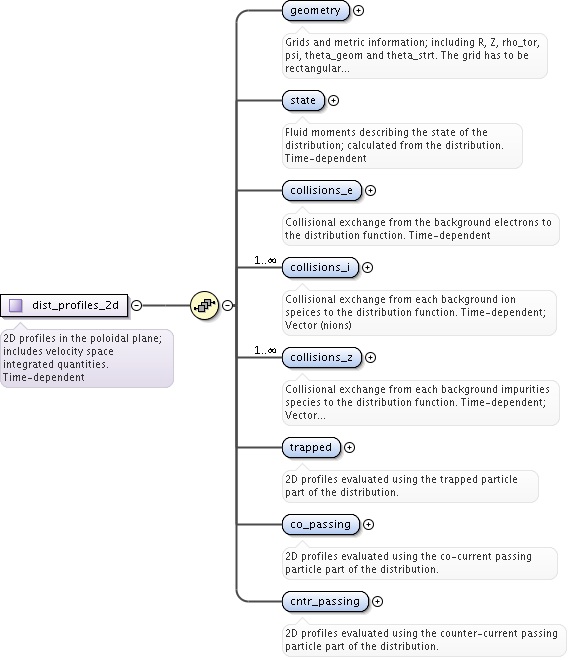 geometry
Grids and metric information; including R, Z, rho_tor,
psi, theta_geom and theta_strt. The grid has to be
rectangular...
state
Fluid moments describing the state of the
distribution; calculated from the distribution.
Time-dependent
collisions_e
Collisional exchange from the background electrons to
the distribution function. Time-dependent
1..∞
collisions_i
Collisional exchange from each background ion
speices to the distribution function. Time-dependent;
Vector (nions)
dist_profiles_2d
2D profiles in the poloidal plane;
includes velocity space
integrated quantities.
Time-dependent
1..∞
collisions_z
Collisional exchange from each background impurities
species to the distribution function. Time-dependent;
Vector...
trapped
2D profiles evaluated using the trapped particle
part of the distribution.
co_passing
2D profiles evaluated using the co-current passing
particle part of the distribution.
cntr_passing
2D profiles evaluated using the counter-current passing
particle part of the distribution.